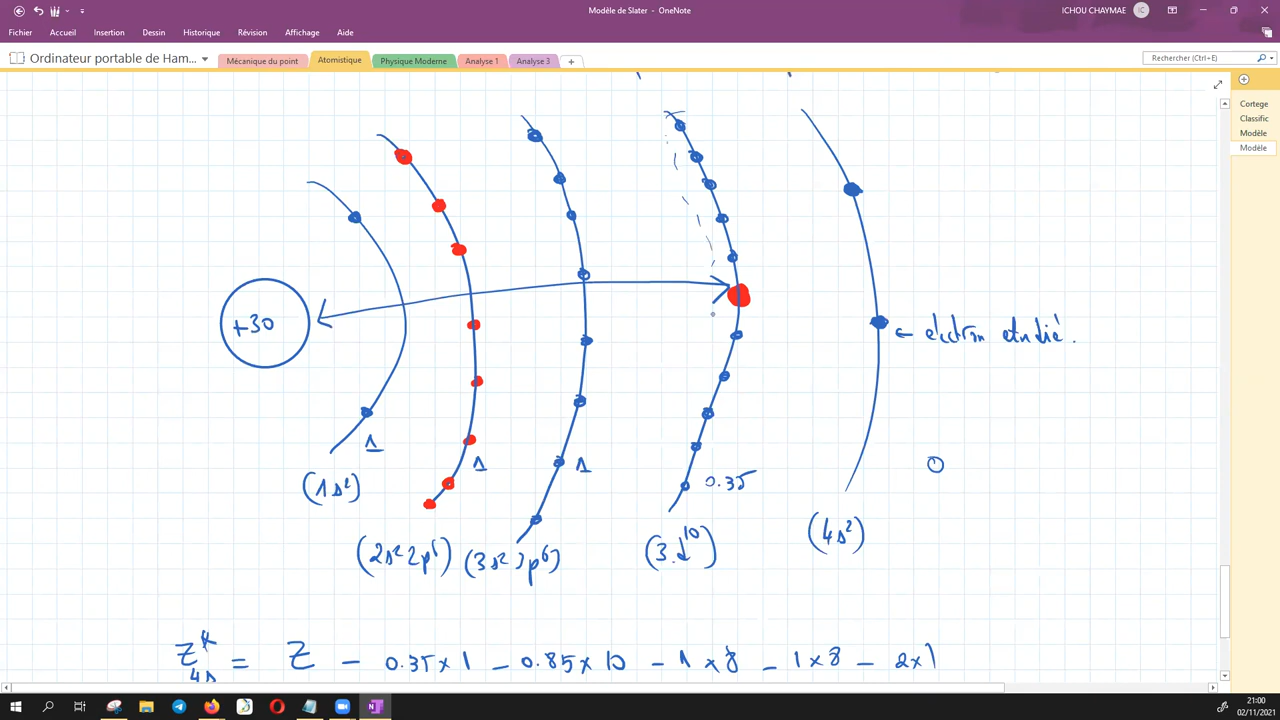 Modèle de Slater - OneNote
ICHOU CHAYMAE
IC
Fichier Accueil Insertion Dessin Historique Révision Affichage Aide
Ordinateur portable de Ham...
Mécanique du point
Atomistique
Physique Moderne
Analyse 1
Analyse 3
Rechercher (Ctrl+E)
Cortege
Classific
Modèle
Modèle
+30
← electron etudié.
1
1
1
0.35
(1s²)
(2s² 2p⁶)
(3s² 3p⁶)
(3d¹⁰)
(4s²)
Z*4s = Z - 0.35×1 - 0.85×10 - 1×8 - 1×8 - 2×1
21:00
02/11/2021